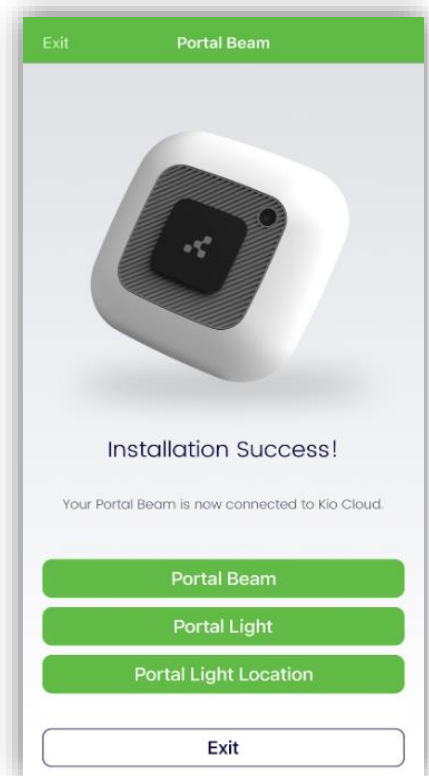 Exit Portal Beam
Installation Success!
Your Portal Beam is now connected to Kio Cloud.
Portal Beam
Portal Light
Portal Light Location
Exit